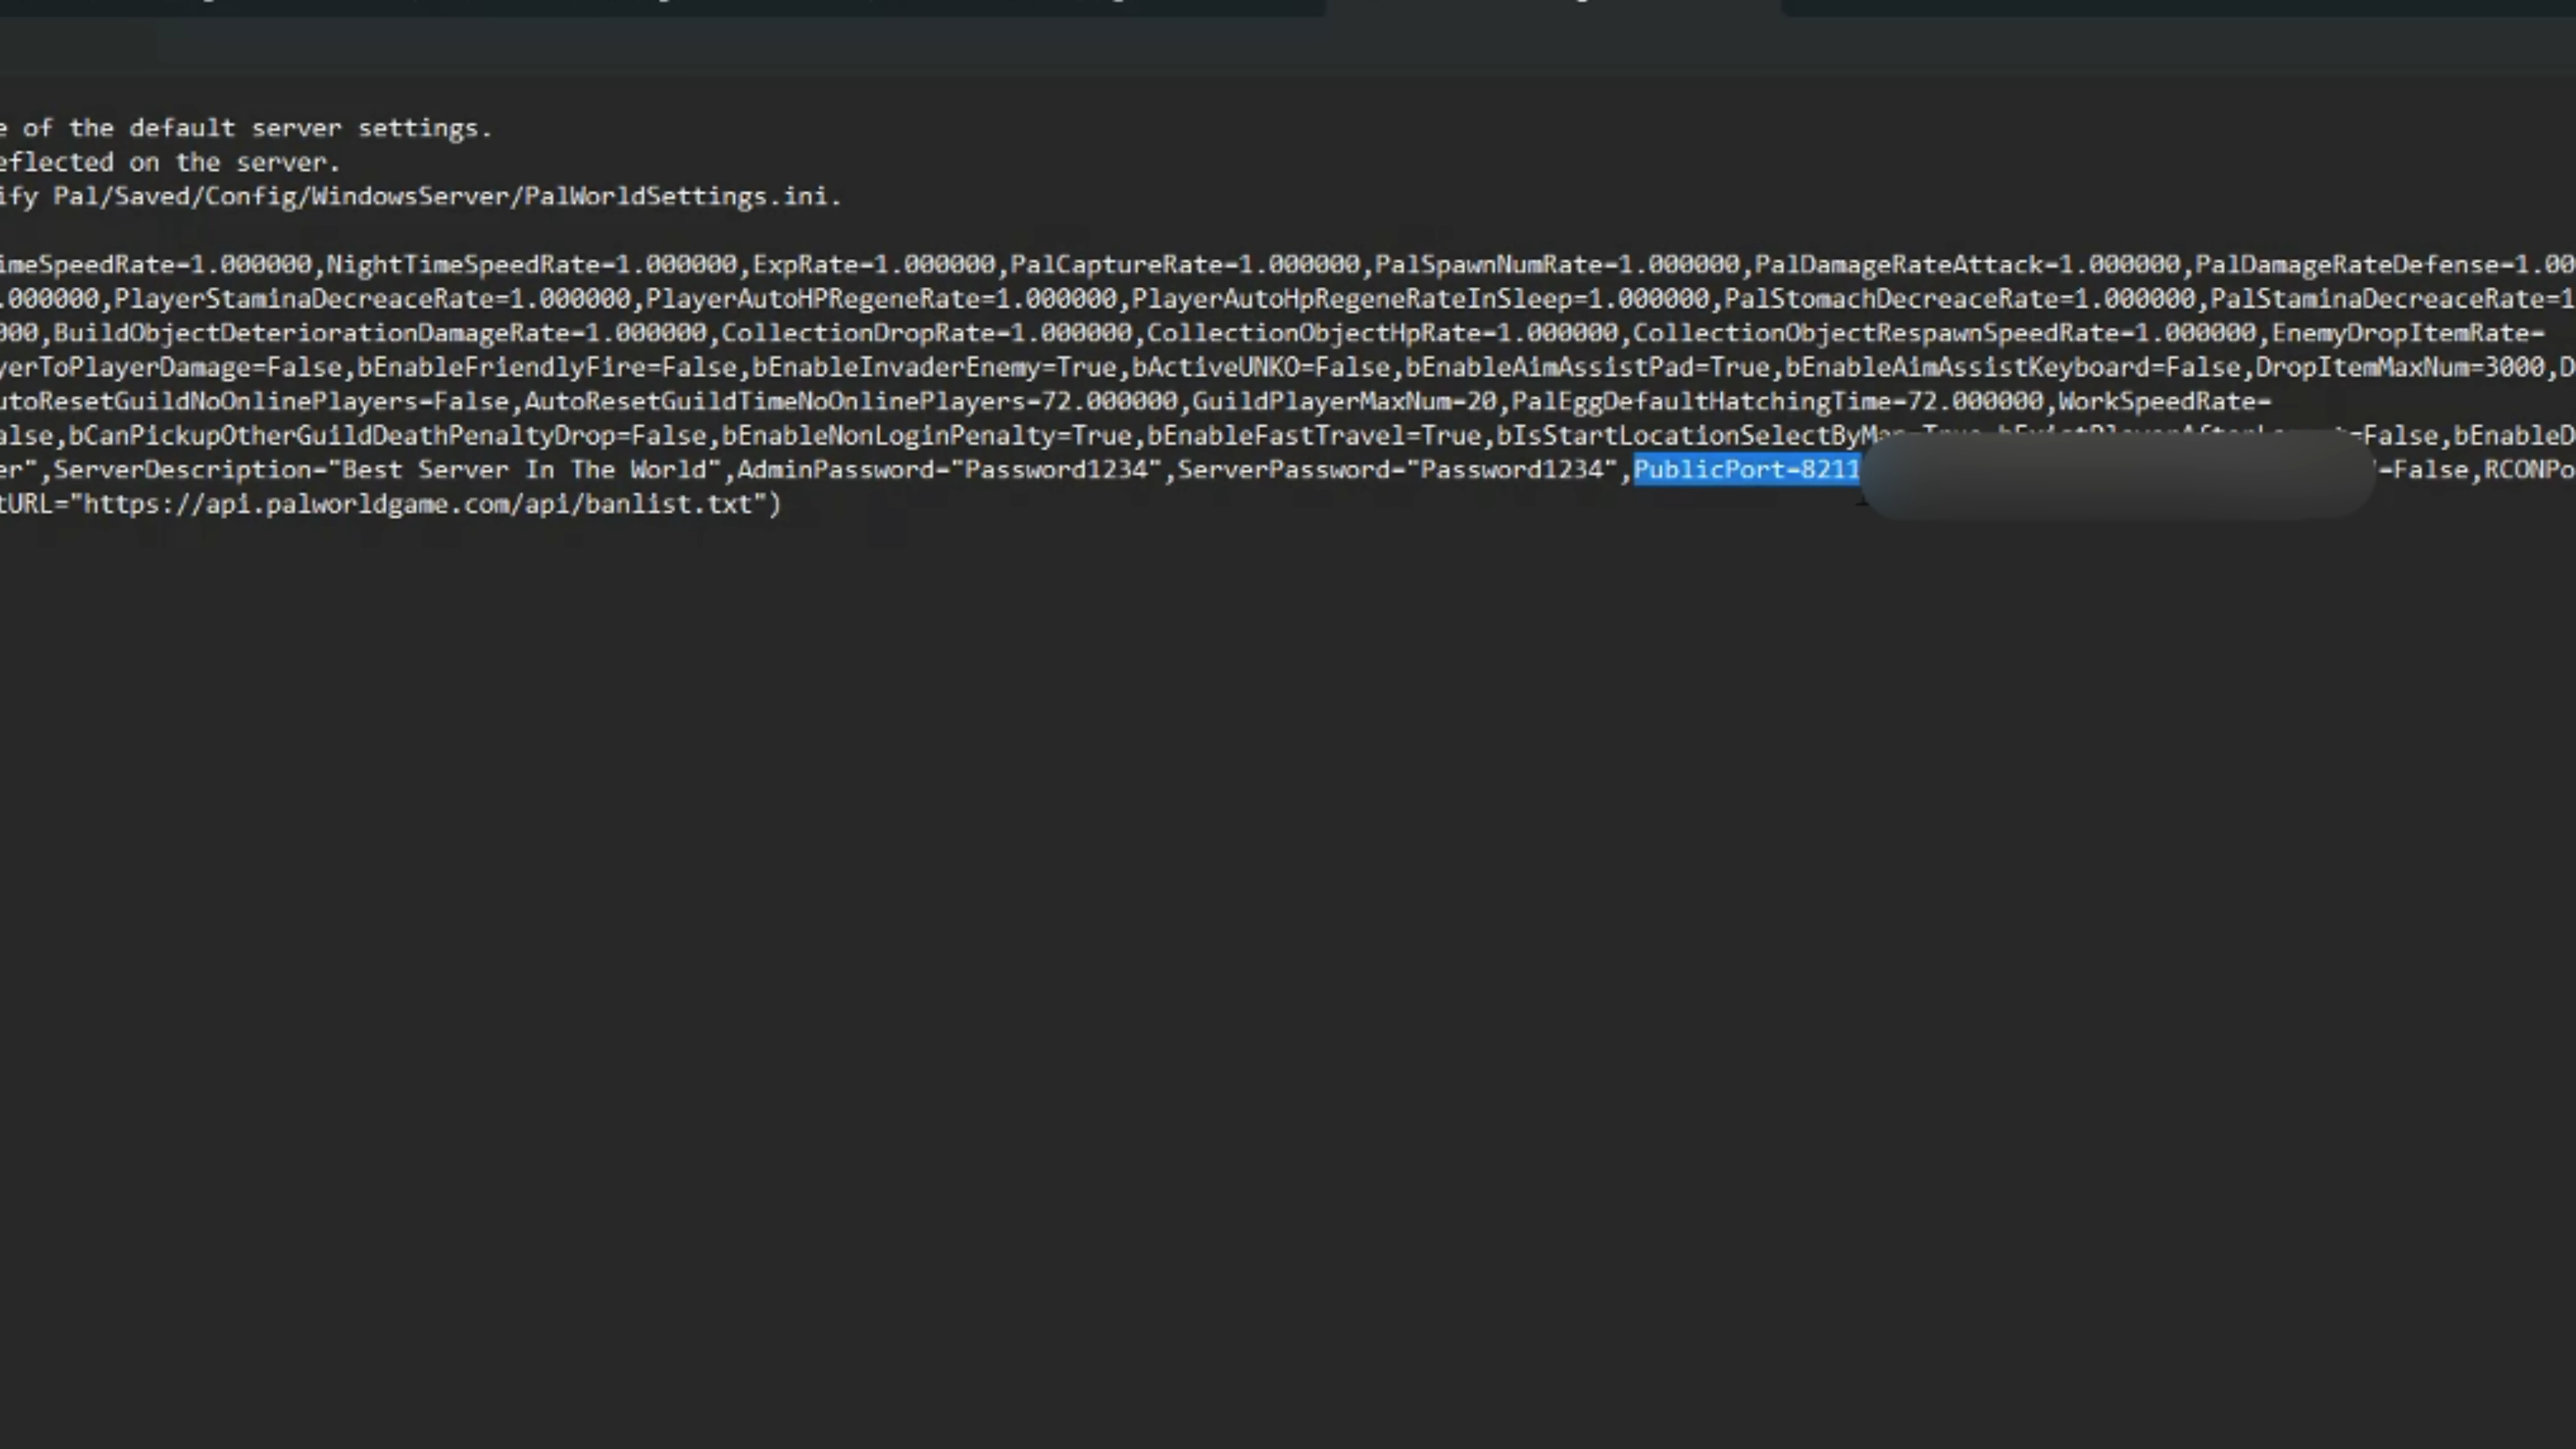 e of the default server settings.
eflected on the server.
ify Pal/Saved/Config/WindowsServer/PalWorldSettings.ini.
imeSpeedRate=1.000000,NightTimeSpeedRate=1.000000,ExpRate=1.000000,PalCaptureRate=1.000000,PalSpawnNumRate=1.000000,PalDamageRateAttack=1.000000,PalDamageRateDefense=1.00
.000000,PlayerStaminaDecreaceRate=1.000000,PlayerAutoHPRegeneRate=1.000000,PlayerAutoHpRegeneRateInSleep=1.000000,PalStomachDecreaceRate=1.000000,PalStaminaDecreaceRate=1
000,BuildObjectDeteriorationDamageRate=1.000000,CollectionDropRate=1.000000,CollectionObjectHpRate=1.000000,CollectionObjectRespawnSpeedRate=1.000000,EnemyDropItemRate=
yerToPlayerDamage=False,bEnableFriendlyFire=False,bEnableInvaderEnemy=True,bActiveUNKO=False,bEnableAimAssistPad=True,bEnableAimAssistKeyboard=False,DropItemMaxNum=3000,D
utoResetGuildNoOnlinePlayers=False,AutoResetGuildTimeNoOnlinePlayers=72.000000,GuildPlayerMaxNum=20,PalEggDefaultHatchingTime=72.000000,WorkSpeedRate=
alse,bCanPickupOtherGuildDeathPenaltyDrop=False,bEnableNonLoginPenalty=True,bEnableFastTravel=True,bIsStartLocationSelectByMap=True =False,bEnableD
er",ServerDescription="Best Server In The World",AdminPassword="Password1234",ServerPassword="Password1234",PublicPort=8211 =False,RCONPo
tURL="https://api.palworldgame.com/api/banlist.txt")